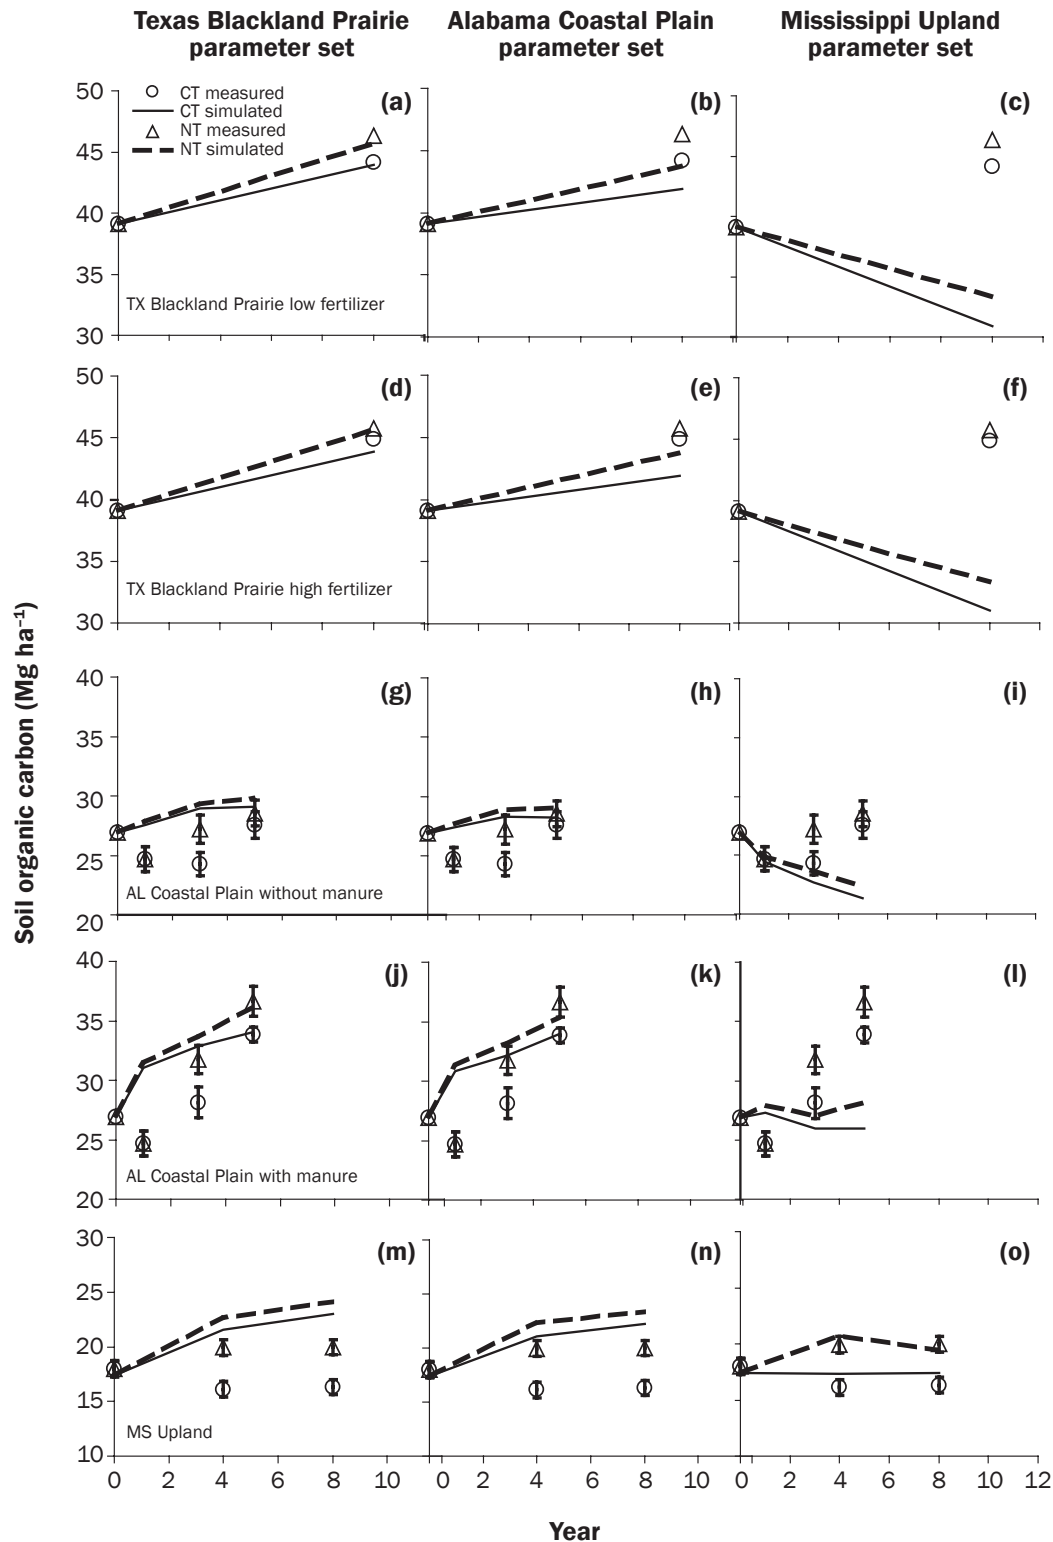 Texas Blackland Prairie
parameter set
Alabama Coastal Plain
parameter set
Mississippi Upland
parameter set
CT measured
CT simulated
NT measured
NT simulated
(a)
(b)
(c)
50
45
40
35
30
TX Blackland Prairie low fertilizer
(d)
(e)
(f)
50
45
40
35
30
TX Blackland Prairie high fertilizer
Soil organic carbon (Mg ha⁻¹)
(g)
(h)
(i)
40
35
30
25
20
AL Coastal Plain without manure
(j)
(k)
(l)
40
35
30
25
20
AL Coastal Plain with manure
(m)
(n)
(o)
30
25
20
15
10
MS Upland
0 2 4 6 8 10 0 2 4 6 8 10 0 2 4 6 8 10 12
Year